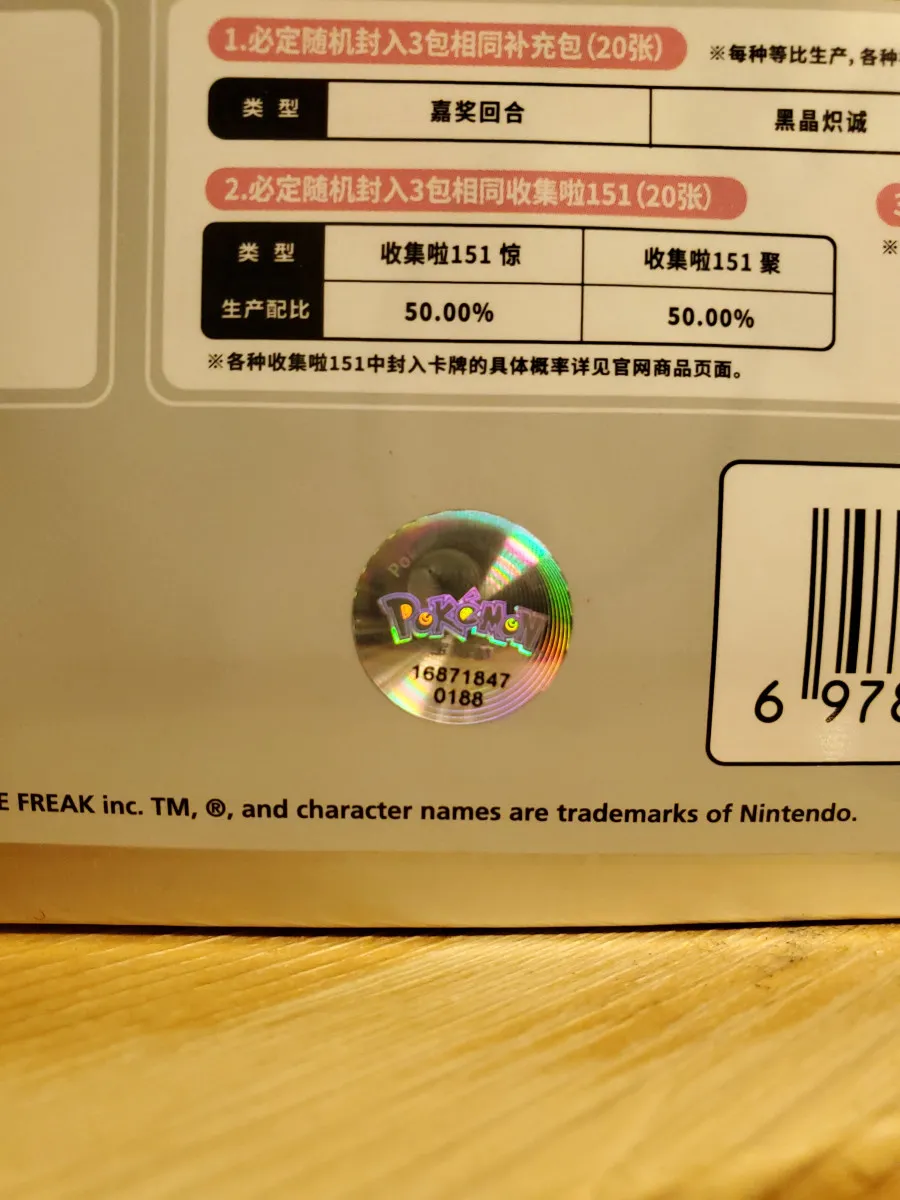 1.必定随机封入3包相同补充包(20张)
※每种等比生产,各种
类 型 嘉奖回合 黑晶炽诚
2.必定随机封入3包相同收集啦151(20张)
3
※
类 型 收集啦151 惊 收集啦151 聚
生产配比 50.00% 50.00%
※各种收集啦151中封入卡牌的具体概率详见官网商品页面。
Po
POKéMON
16871847
0188
6 978
E FREAK inc. TM, ®, and character names are trademarks of Nintendo.